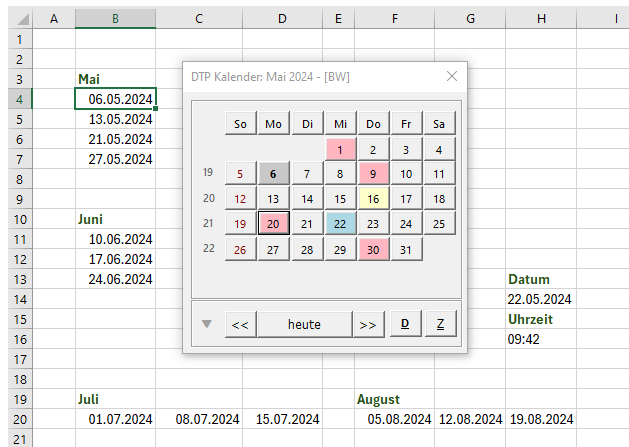 A B C D E F G H I
1
2
3 Mai
4 06.05.2024
5 13.05.2024
6 21.05.2024
7 27.05.2024
8
9
10 Juni
11 10.06.2024
12 17.06.2024
13 24.06.2024 Datum
14 22.05.2024
15 Uhrzeit
16 09:42
17
18
19 Juli August
20 01.07.2024 08.07.2024 15.07.2024 05.08.2024 12.08.2024 19.08.2024
21
DTP Kalender: Mai 2024 - [BW]
So Mo Di Mi Do Fr Sa
1 2 3 4
19 5 6 7 8 9 10 11
20 12 13 14 15 16 17 18
21 19 20 21 22 23 24 25
22 26 27 28 29 30 31
<< heute >> D Z